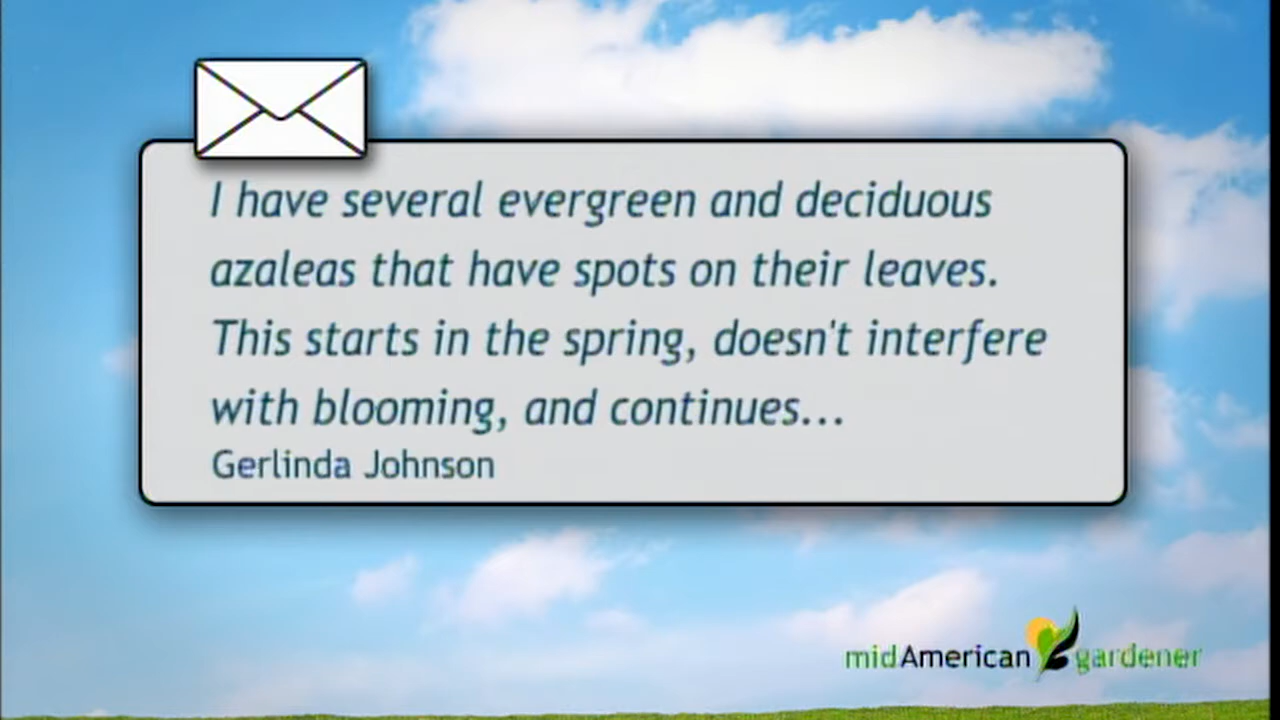 I have several evergreen and deciduous
azaleas that have spots on their leaves.
This starts in the spring, doesn't interfere
with blooming, and continues...
Gerlinda Johnson
midAmerican gardener